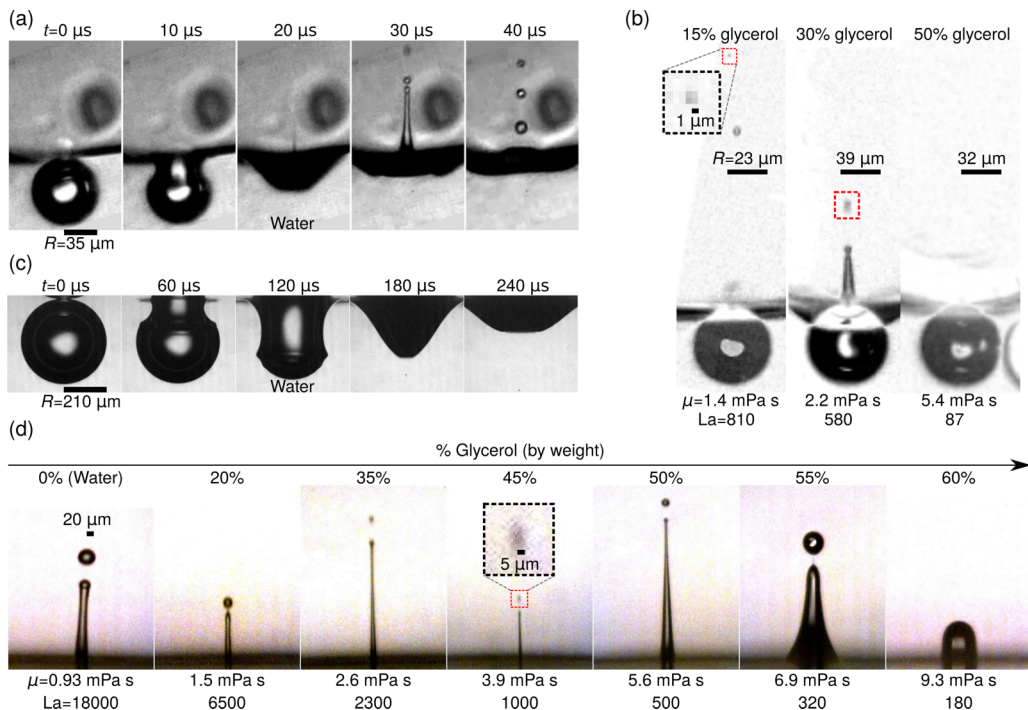 (a)
t=0 μs 10 μs 20 μs 30 μs 40 μs
Water
R=35 μm
(b)
15% glycerol 30% glycerol 50% glycerol
1 μm
R=23 μm 39 μm 32 μm
μ=1.4 mPa s 2.2 mPa s 5.4 mPa s
La=810 580 87
(c)
t=0 μs 60 μs 120 μs 180 μs 240 μs
Water
R=210 μm
(d)
% Glycerol (by weight)
0% (Water) 20% 35% 45% 50% 55% 60%
20 μm
5 μm
μ=0.93 mPa s 1.5 mPa s 2.6 mPa s 3.9 mPa s 5.6 mPa s 6.9 mPa s 9.3 mPa s
La=18000 6500 2300 1000 500 320 180